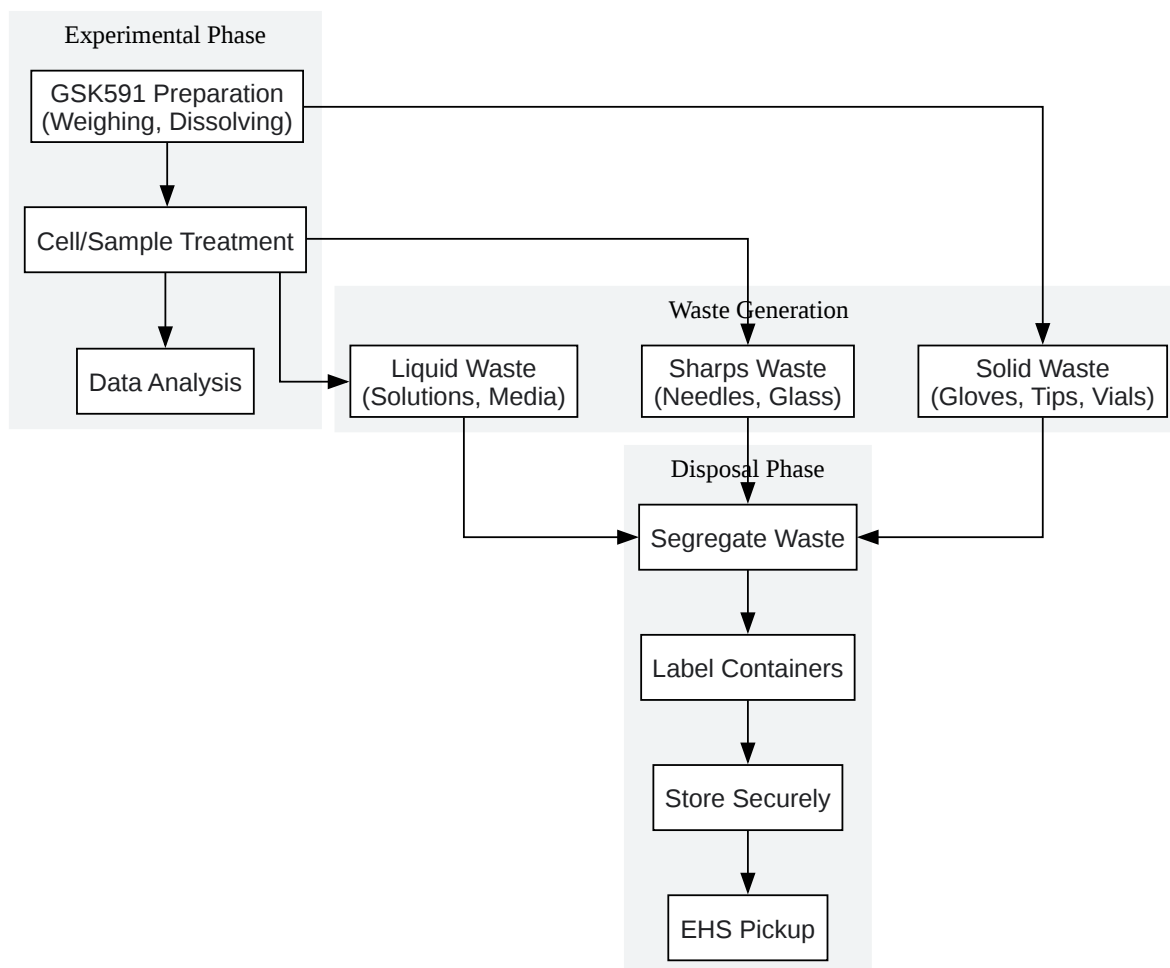 Experimental Phase
GSK591 Preparation
(Weighing, Dissolving)
Cell/Sample Treatment
Data Analysis
Waste Generation
Liquid Waste
(Solutions, Media)
Sharps Waste
(Needles, Glass)
Solid Waste
(Gloves, Tips, Vials)
Disposal Phase
Segregate Waste
Label Containers
Store Securely
EHS Pickup